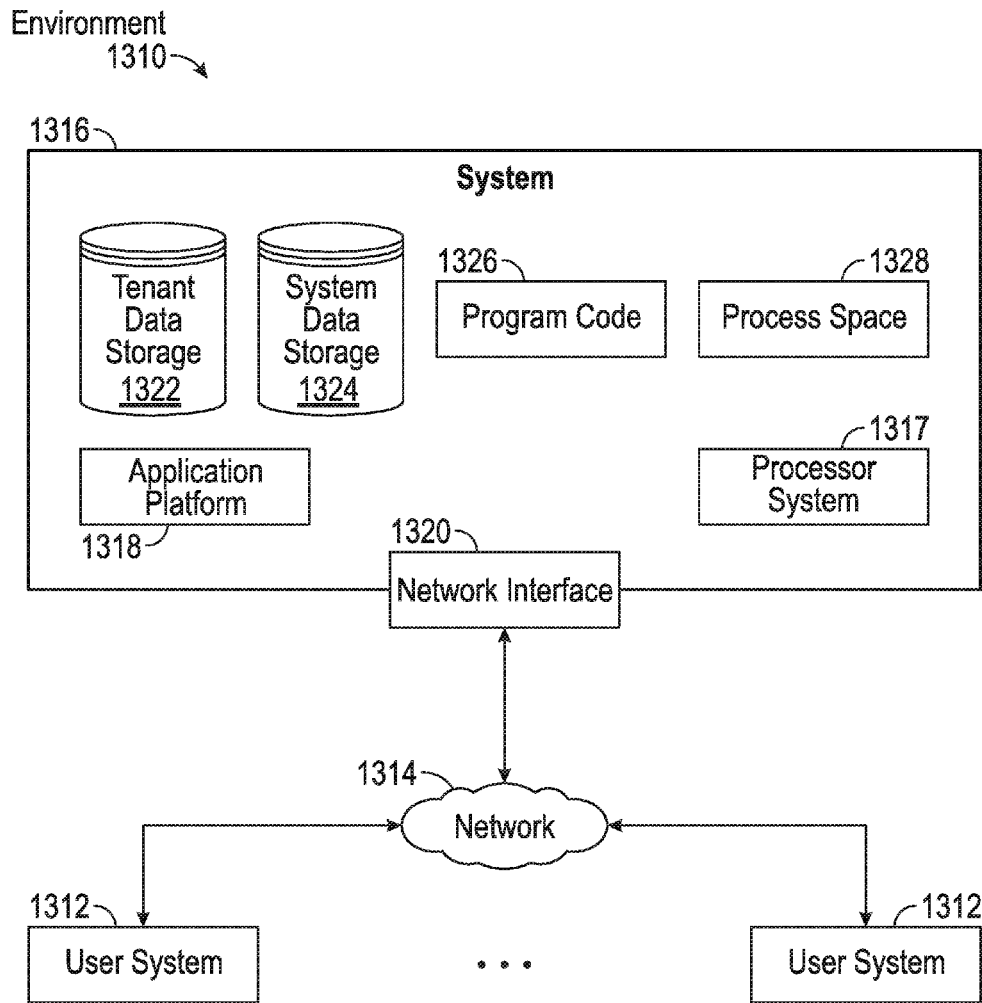 Environment
1310
1316
System
Tenant
Data
Storage
1322
System
Data
Storage
1324
1326
Program Code
1328
Process Space
Application
Platform
1318
1317
Processor
System
1320
Network Interface
1314
Network
1312
User System
. . .
1312
User System